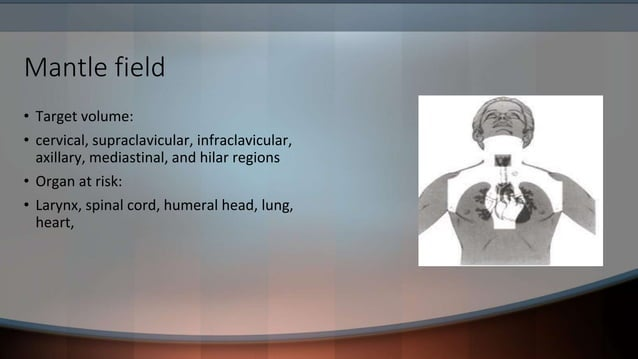 Mantle field
• Target volume:
• cervical, supraclavicular, infraclavicular,
axillary, mediastinal, and hilar regions
• Organ at risk:
• Larynx, spinal cord, humeral head, lung,
heart,